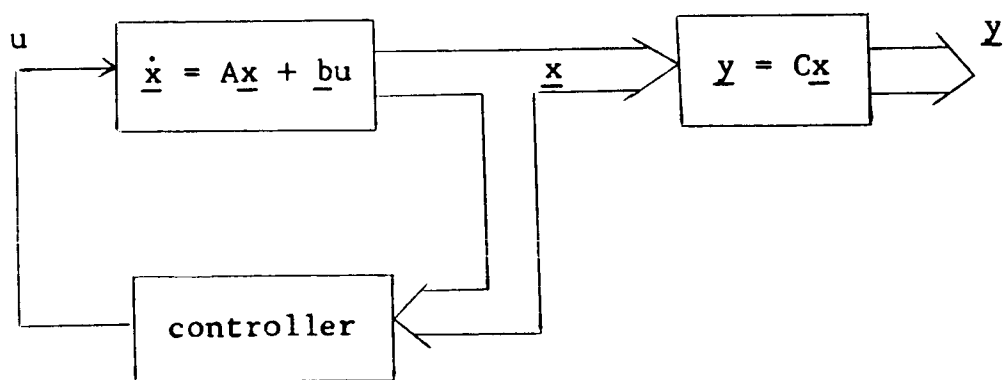 u
ẋ = Ax + bu
x
y = Cx
y
controller